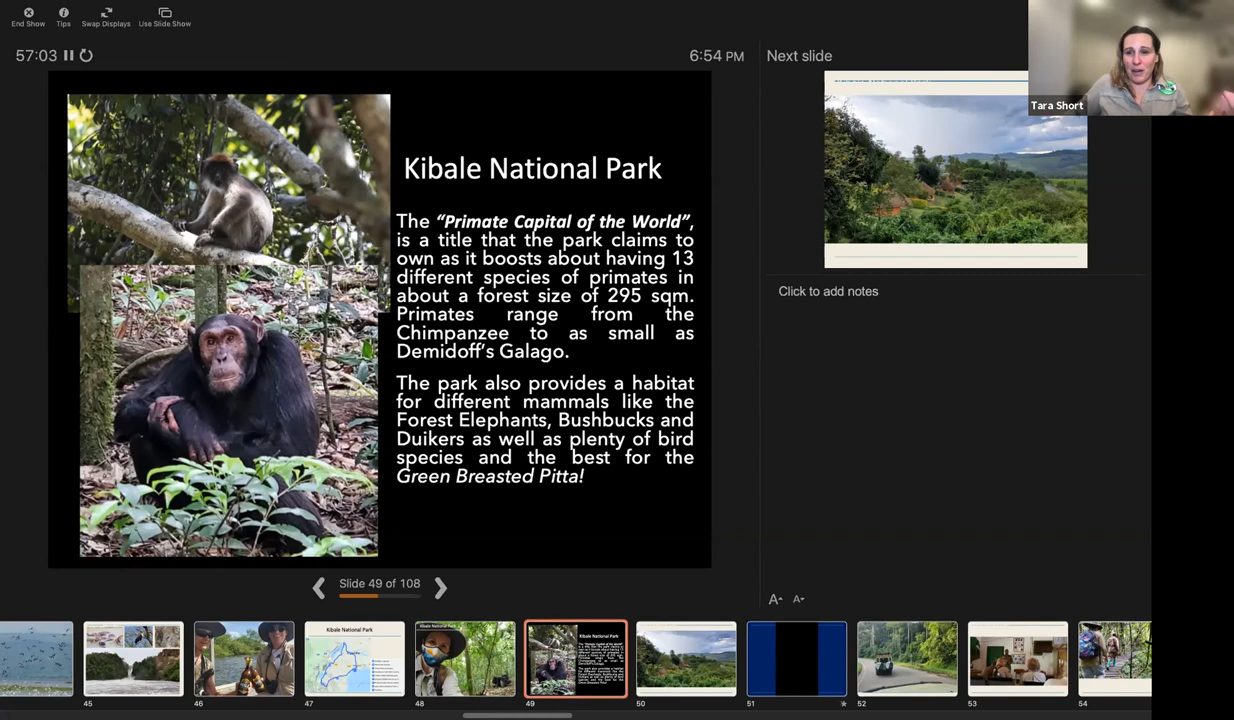 End Show
Tips
Swap Displays
Use Slide Show
57:03
6:54 PM
Next slide
Tara Short
Kibale National Park
The “Primate Capital of the World”,
is a title that the park claims to
own as it boosts about having 13
different species of primates in
about a forest size of 295 sqm.
Primates range from the
Chimpanzee to as small as
Demidoff’s Galago.
The park also provides a habitat
for different mammals like the
Forest Elephants, Bushbucks and
Duikers as well as plenty of bird
species and the best for the
Green Breasted Pitta!
Click to add notes
A
A
Slide 49 of 108
Kibale National Park
Kibale National Park
Kibale National Park
45
46
47
48
49
50
51
52
53
54